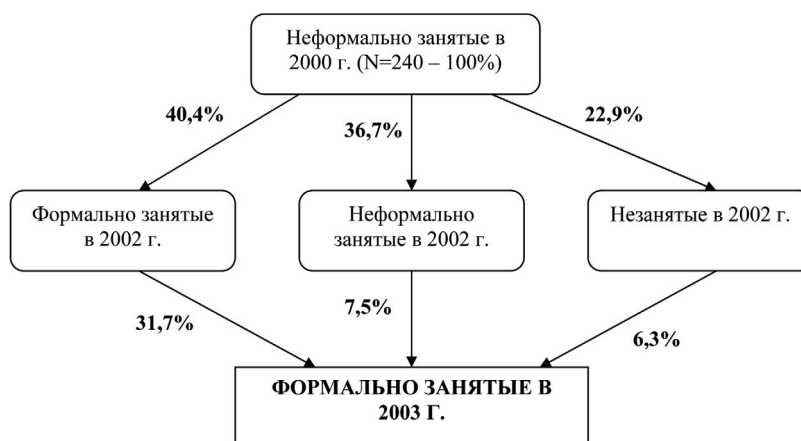 Неформально занятые в
2000 г. (N=240 – 100%)
40,4%
36,7%
22,9%
Формально занятые
в 2002 г.
Неформально
занятые в 2002 г.
Незанятые в 2002 г.
31,7%
7,5%
6,3%
ФОРМАЛЬНО ЗАНЯТЫЕ В
2003 Г.